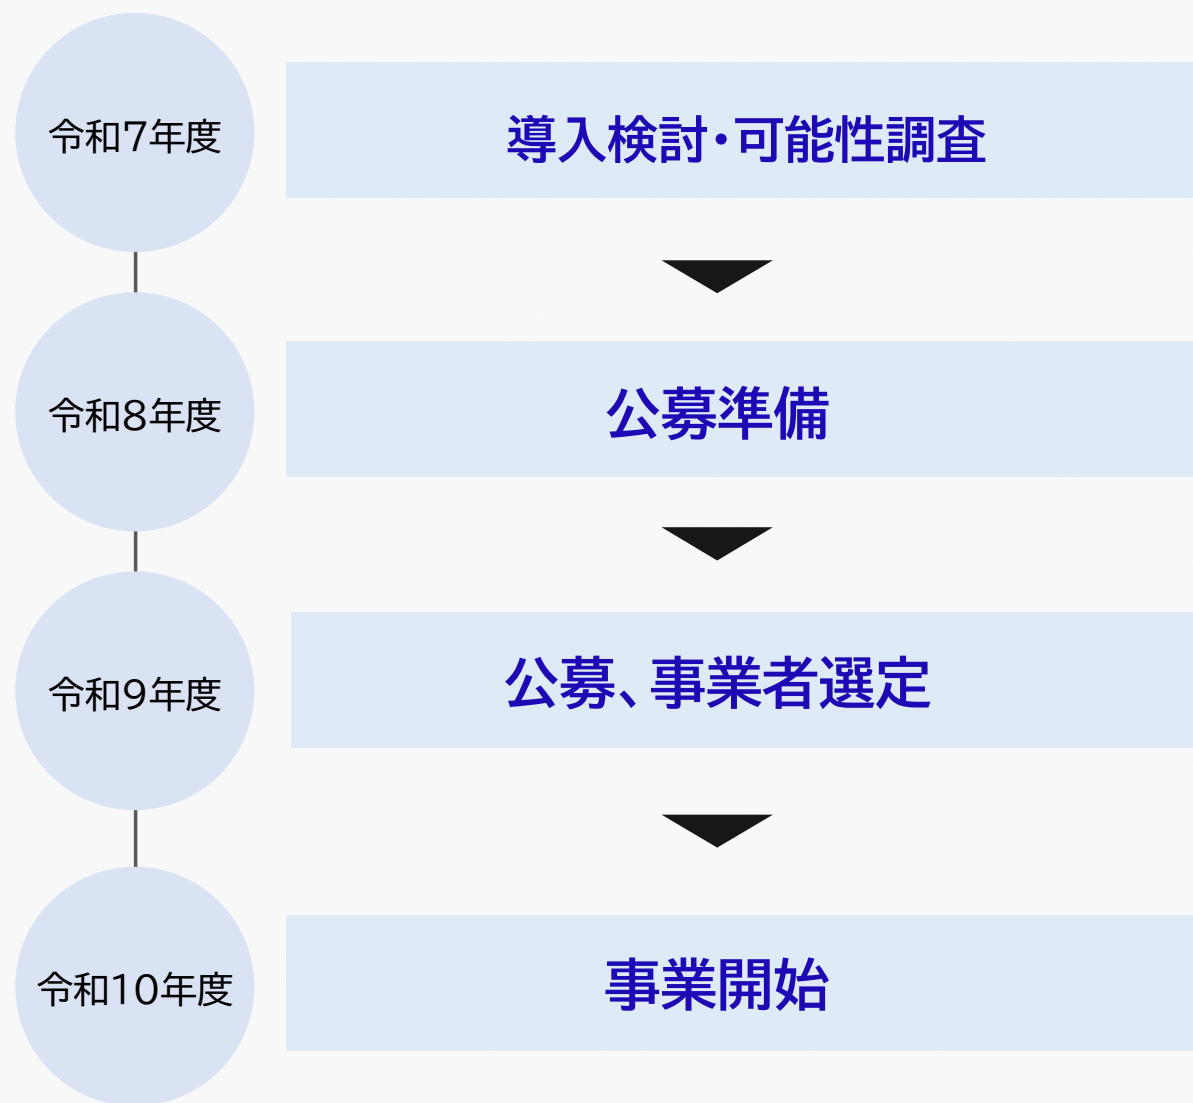 令和7年度
導入検討・可能性調査
令和8年度
公募準備
令和9年度
公募、事業者選定
令和10年度
事業開始